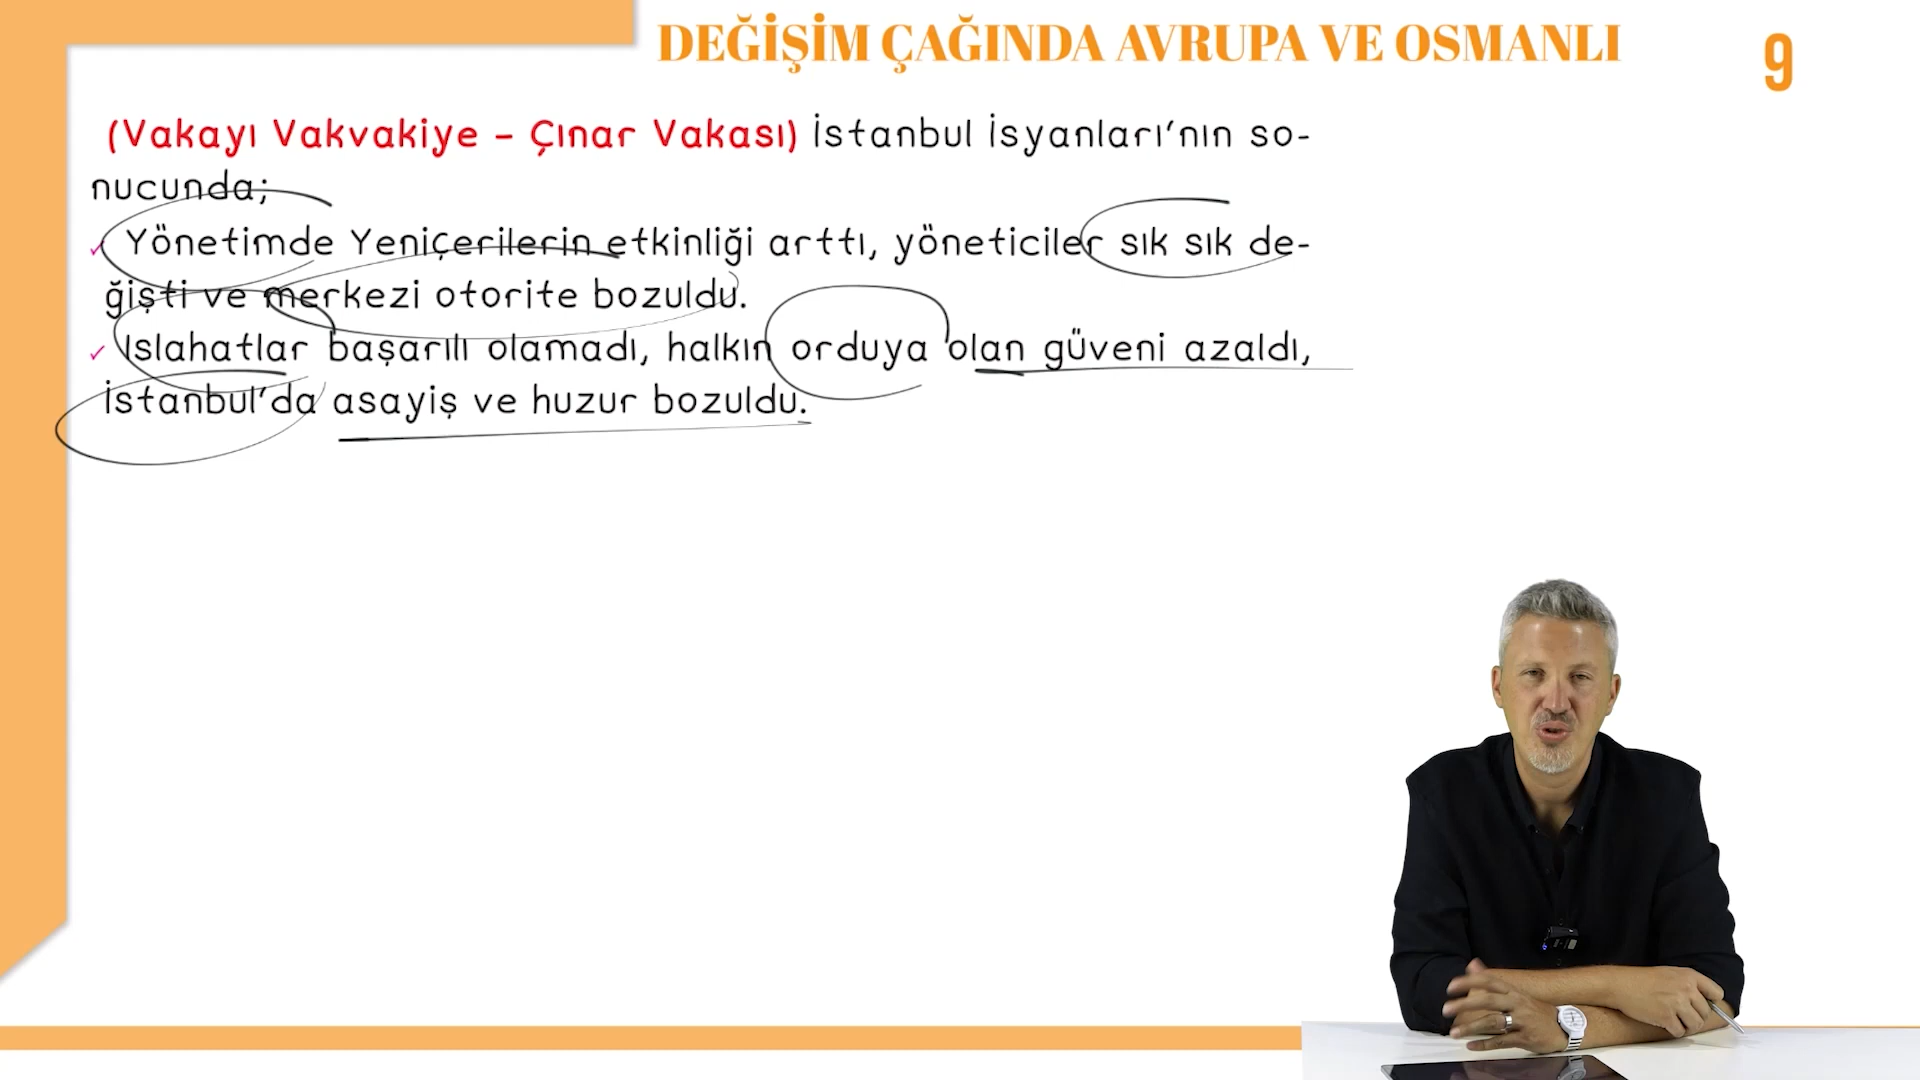 DEĞİŞİM ÇAĞINDA AVRUPA VE OSMANLI
9
(Vakayı Vakvakiye – Çınar Vakası) İstanbul İsyanları’nın so-
nucunda;
✓ Yönetimde Yeniçerilerin etkinliği arttı, yöneticiler sık sık de-
ğişti ve merkezi otorite bozuldu.
✓ Islahatlar başarılı olamadı, halkın orduya olan güveni azaldı,
İstanbul’da asayiş ve huzur bozuldu.